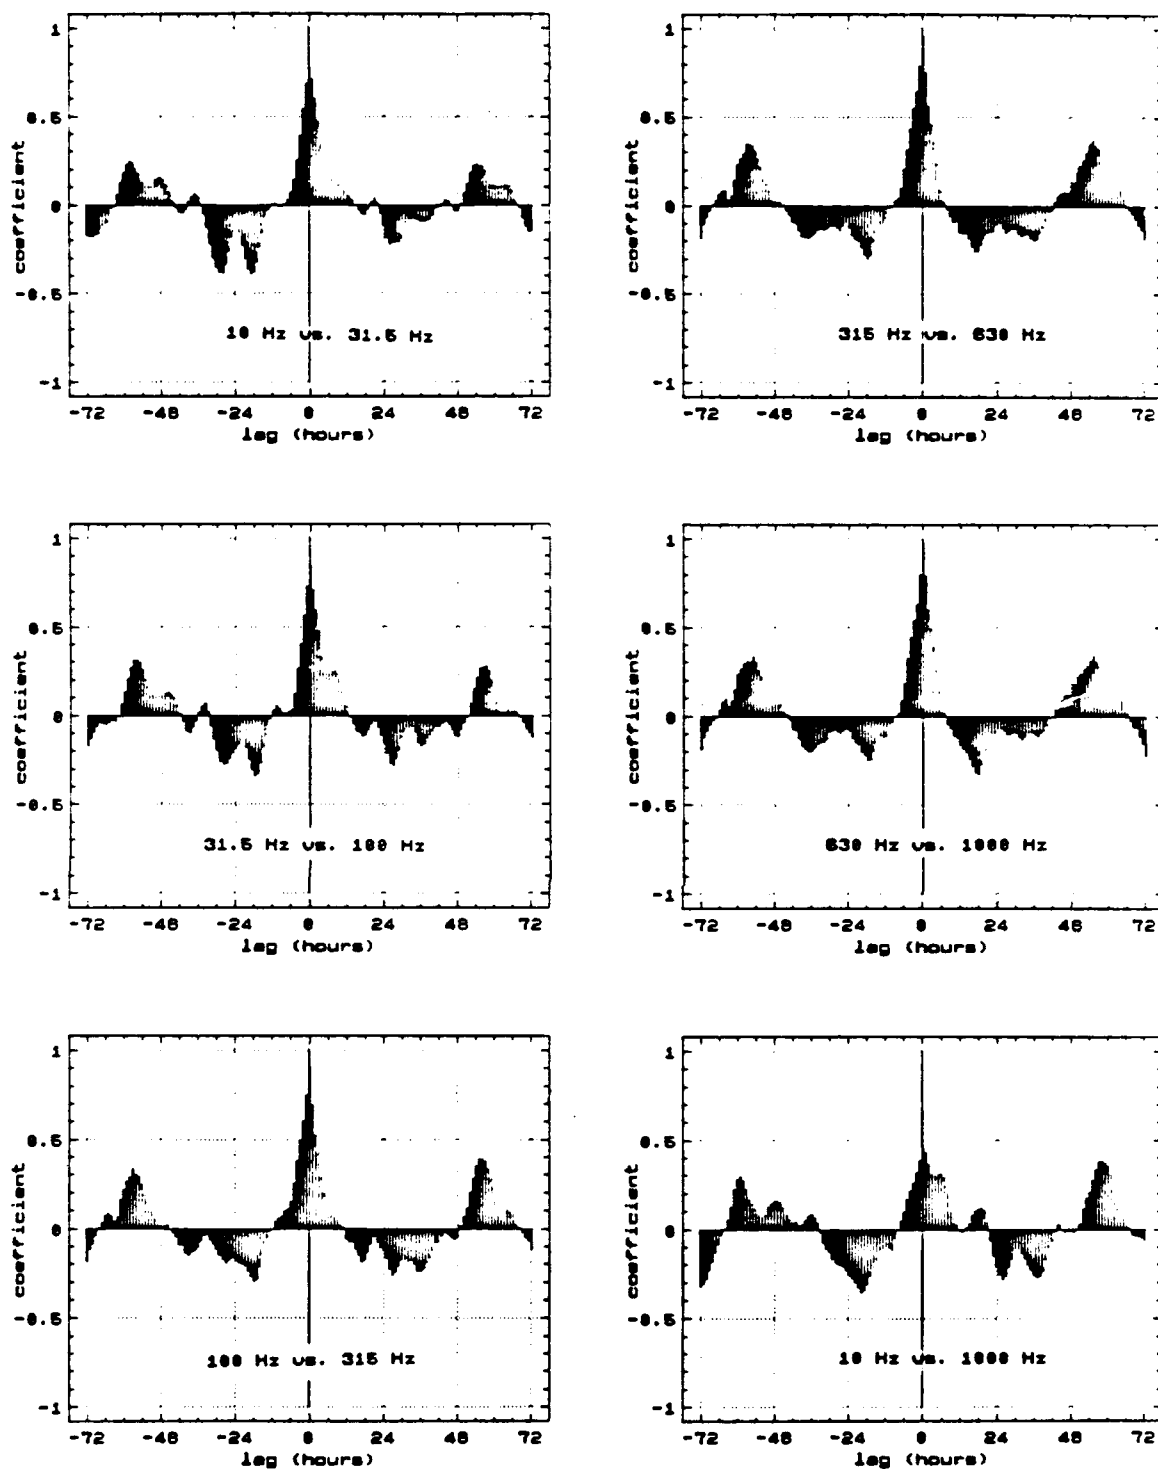 1
0.5
0
-0.5
-1
coefficient
10 Hz vs. 31.5 Hz
-72 -48 -24 0 24 48 72
lag (hours)
1
0.5
0
-0.5
-1
coefficient
315 Hz vs. 630 Hz
-72 -48 -24 0 24 48 72
lag (hours)
1
0.5
0
-0.5
-1
coefficient
31.5 Hz vs. 100 Hz
-72 -48 -24 0 24 48 72
lag (hours)
1
0.5
0
-0.5
-1
coefficient
630 Hz vs. 1000 Hz
-72 -48 -24 0 24 48 72
lag (hours)
1
0.5
0
-0.5
-1
coefficient
100 Hz vs. 315 Hz
-72 -48 -24 0 24 48 72
lag (hours)
1
0.5
0
-0.5
-1
coefficient
10 Hz vs. 1000 Hz
-72 -48 -24 0 24 48 72
lag (hours)